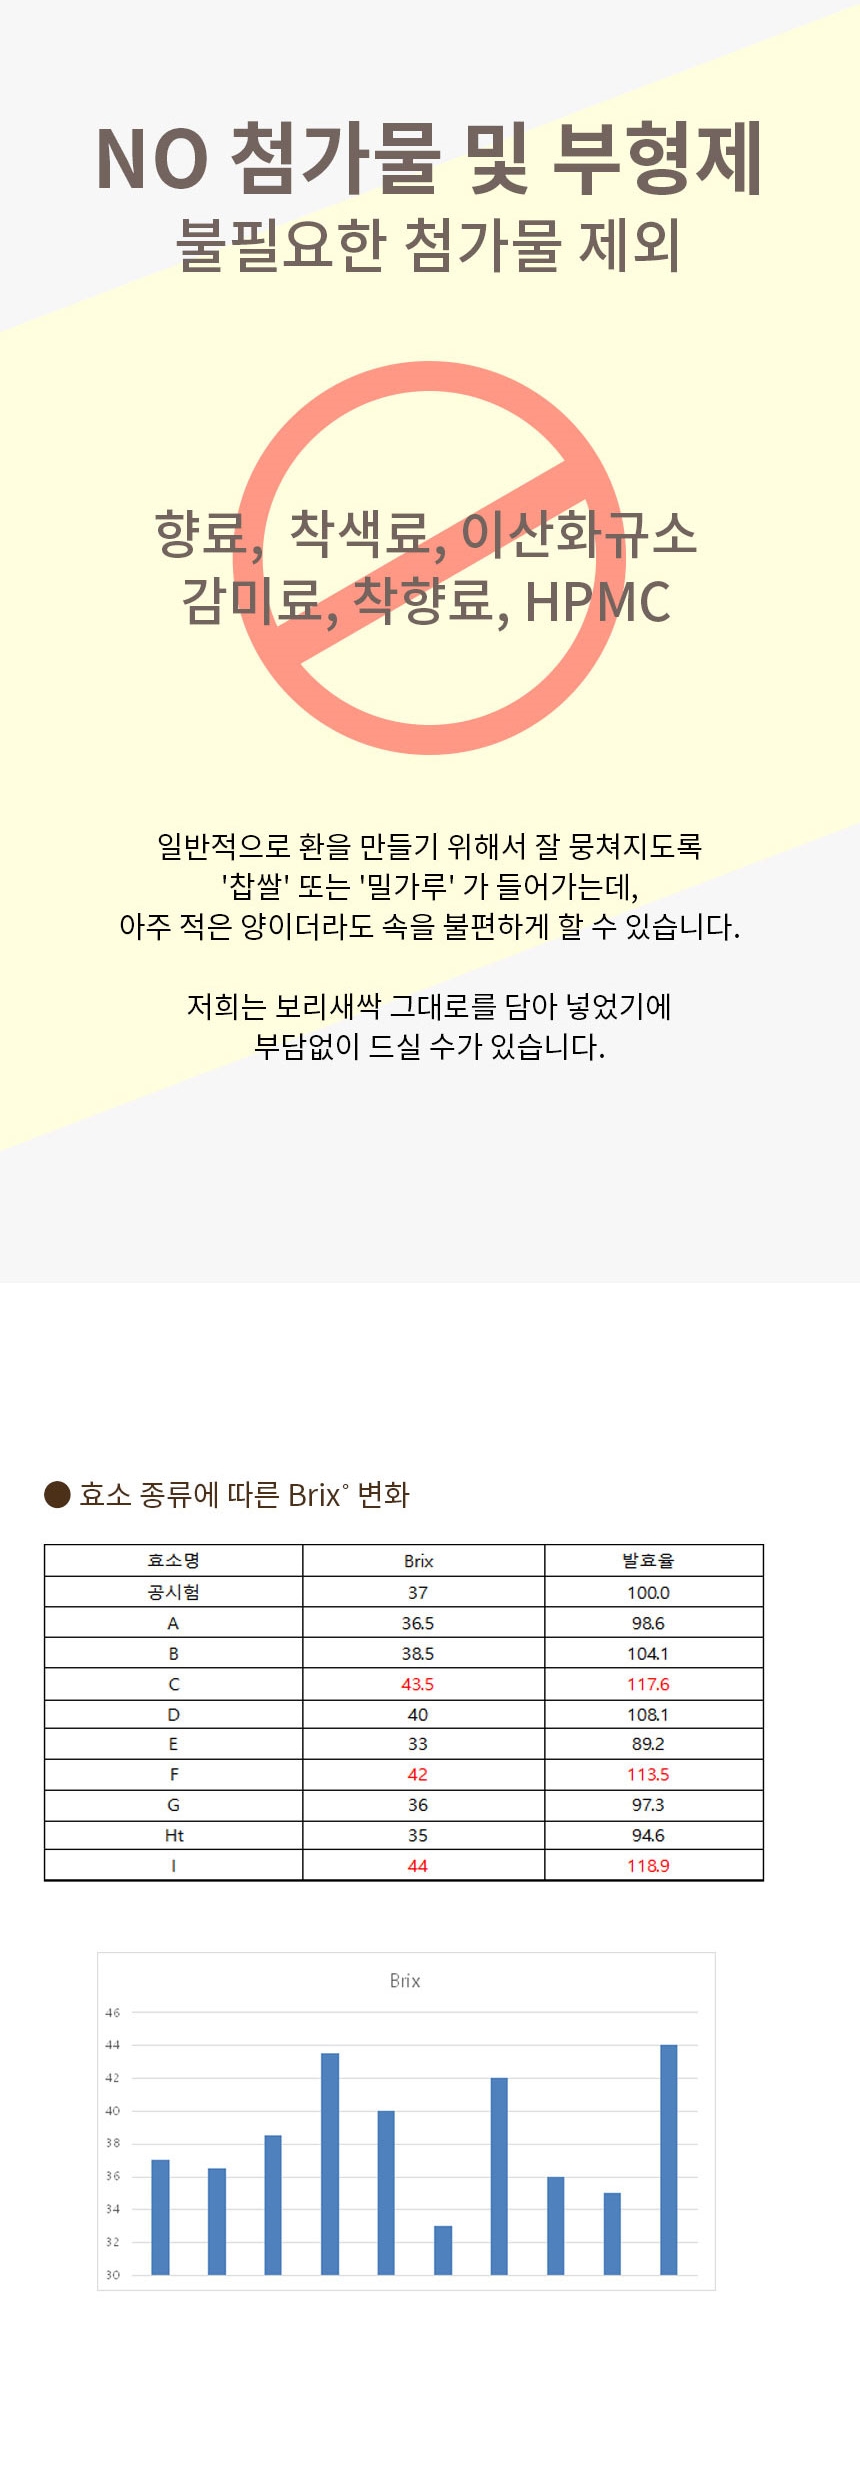 NO 첨가물 및 부형제
불필요한 첨가물 제외
향료, 착색료, 이산화규소
감미료, 착향료, HPMC
일반적으로 환을 만들기 위해서 잘 뭉쳐지도록
'찹쌀' 또는 '밀가루' 가 들어가는데,
아주 적은 양이더라도 속을 불편하게 할 수 있습니다.
저희는 보리새싹 그대로를 담아 넣었기에
부담없이 드실 수가 있습니다.
● 효소 종류에 따른 Brix° 변화
효소명 Brix 발효율
공시험 37 100.0
A 36.5 98.6
B 38.5 104.1
C 43.5 117.6
D 40 108.1
E 33 89.2
F 42 113.5
G 36 97.3
Ht 35 94.6
I 44 118.9
Brix
46
44
42
40
38
36
34
32
30